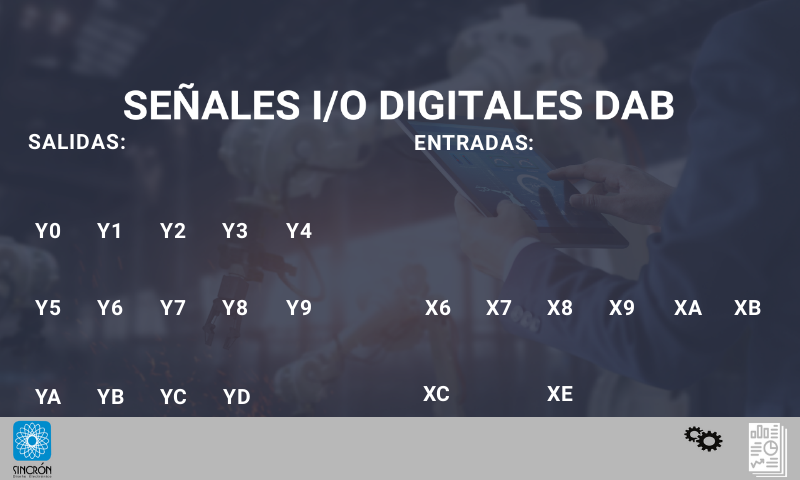 SEÑALES I/O DIGITALES DAB
SALIDAS:
ENTRADAS:
Y0 Y1 Y2 Y3 Y4
Y5 Y6 Y7 Y8 Y9
X6 X7 X8 X9 XA XB
YA YB YC YD
XC XE
SINCRÓN